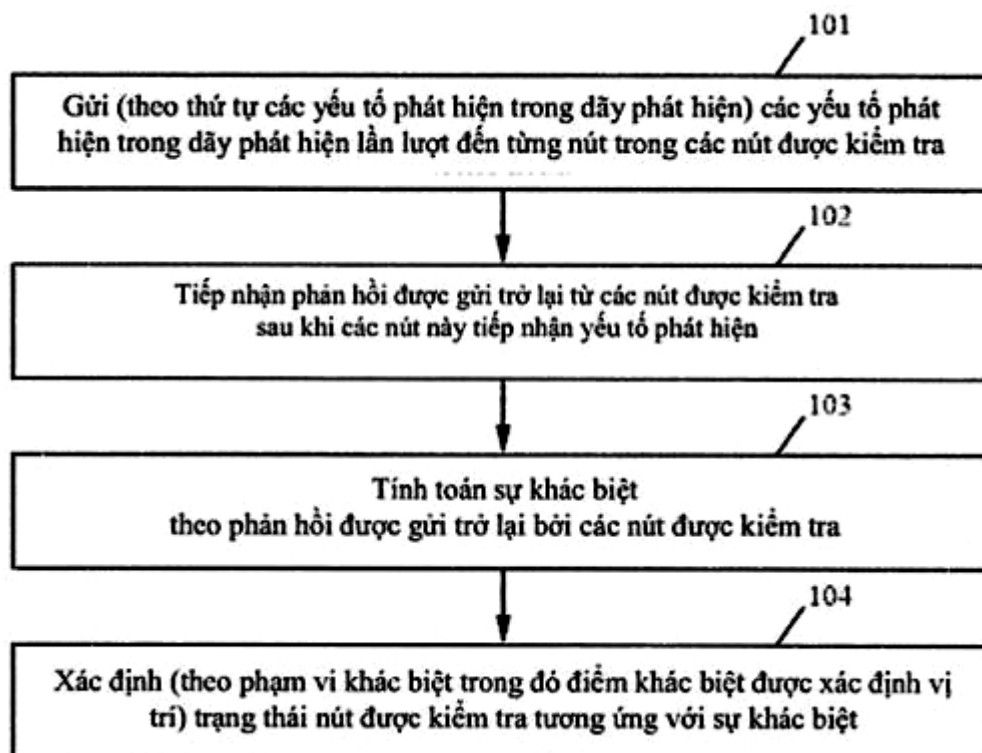 101
Gửi (theo thứ tự các yếu tố phát hiện trong dãy phát hiện) các yếu tố phát
hiện trong dãy phát hiện lần lượt đến từng nút trong các nút được kiểm tra
102
Tiếp nhận phản hồi được gửi trở lại từ các nút được kiểm tra
sau khi các nút này tiếp nhận yếu tố phát hiện
103
Tính toán sự khác biệt
theo phản hồi được gửi trở lại bởi các nút được kiểm tra
104
Xác định (theo phạm vi khác biệt trong đó điểm khác biệt được xác định vị
trí) trạng thái nút được kiểm tra tương ứng với sự khác biệt